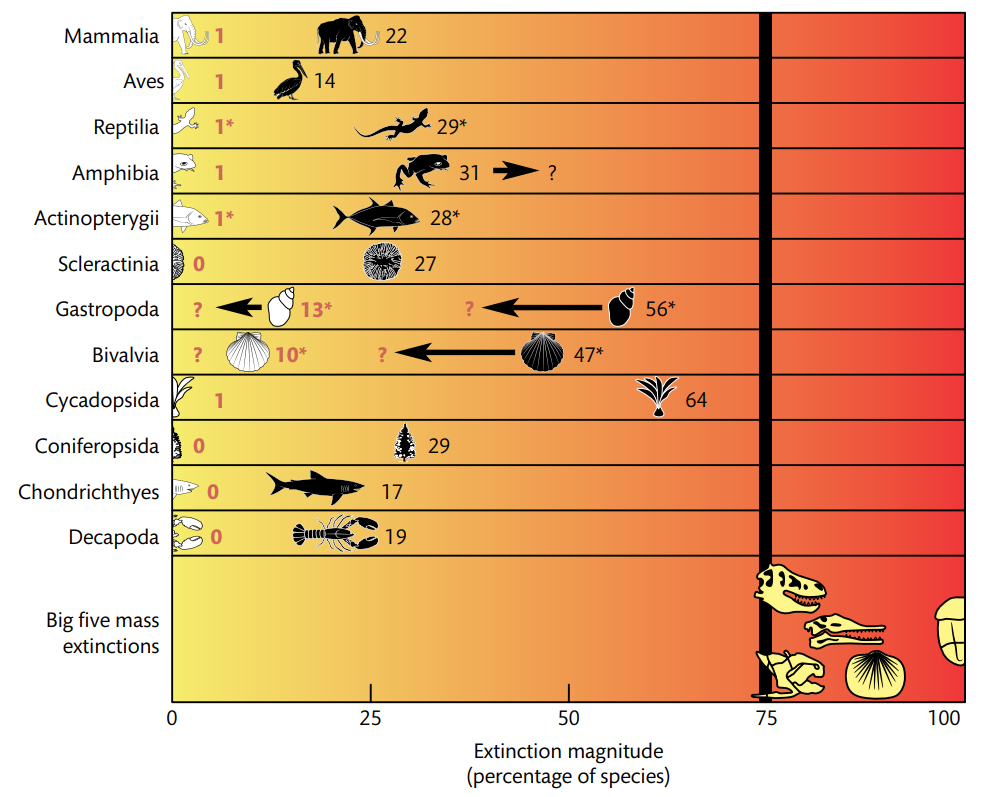 Mammalia 1 22
Aves 1 14
Reptilia 1* 29*
Amphibia 1 31 ?
Actinopterygii 1* 28*
Scleractinia 0 27
Gastropoda ? 13* ? 56*
Bivalvia ? 10* ? 47*
Cycadopsida 1 64
Coniferopsida 0 29
Chondrichthyes 0 17
Decapoda 0 19
Big five mass
extinctions
0 25 50 75 100
Extinction magnitude
(percentage of species)